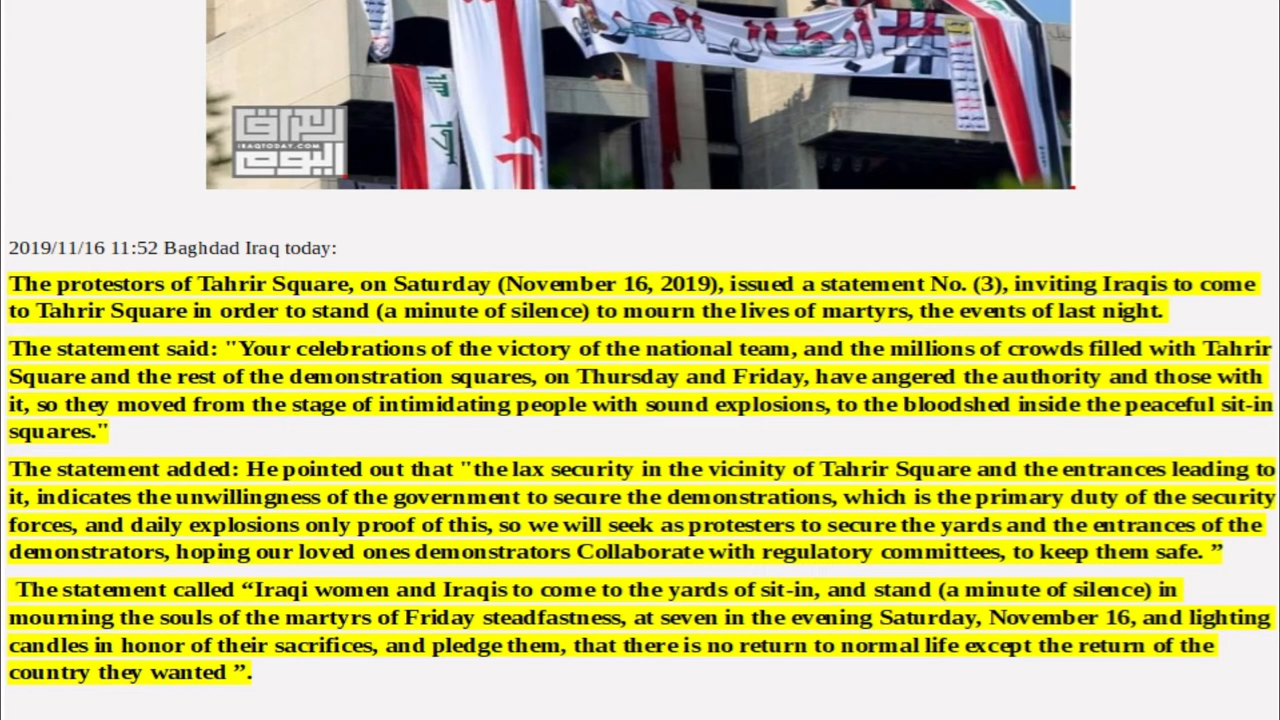 #أبطال_
العراق
IRAQTODAY.COM
اليوم
2019/11/16 11:52 Baghdad Iraq today:
The protestors of Tahrir Square, on Saturday (November 16, 2019), issued a statement No. (3), inviting Iraqis to come
to Tahrir Square in order to stand (a minute of silence) to mourn the lives of martyrs, the events of last night.
The statement said: "Your celebrations of the victory of the national team, and the millions of crowds filled with Tahrir
Square and the rest of the demonstration squares, on Thursday and Friday, have angered the authority and those with
it, so they moved from the stage of intimidating people with sound explosions, to the bloodshed inside the peaceful sit-in
squares."
The statement added: He pointed out that "the lax security in the vicinity of Tahrir Square and the entrances leading to
it, indicates the unwillingness of the government to secure the demonstrations, which is the primary duty of the security
forces, and daily explosions only proof of this, so we will seek as protesters to secure the yards and the entrances of the
demonstrators, hoping our loved ones demonstrators Collaborate with regulatory committees, to keep them safe. ”
The statement called “Iraqi women and Iraqis to come to the yards of sit-in, and stand (a minute of silence) in
mourning the souls of the martyrs of Friday steadfastness, at seven in the evening Saturday, November 16, and lighting
candles in honor of their sacrifices, and pledge them, that there is no return to normal life except the return of the
country they wanted ”.